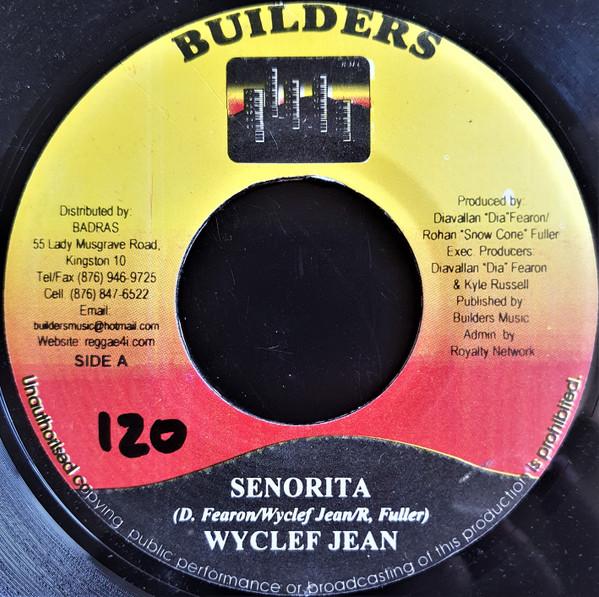 BUILDERS
Distributed by:
BADRAS
55 Lady Musgrave Road,
Kingston 10
Tel/Fax (876) 946-9725
Cell. (876) 847-6522
Email:
buildersmusic@hotmail.com
Website: reggae4i.com
SIDE A
Produced by:
Diavallan "Dia"Fearon/
Rohan "Snow Cone" Fuller
Exec. Producers:
Diavallan "Dia" Fearon
& Kyle Russell
Published by
Builders Music
Admin by
Royalty Network
120
SENORITA
(D. Fearon/Wyclef Jean/R, Fuller)
WYCLEF JEAN
Unauthorised copying, public performance or broadcasting of this production is prohibited.